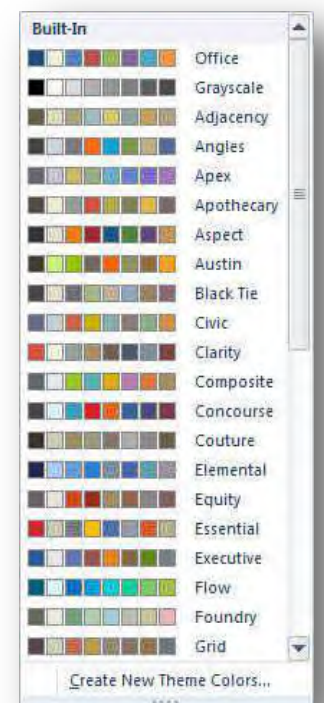 Built-In
Office
Grayscale
Adjacency
Angles
Apex
Apothecary
Aspect
Austin
Black Tie
Civic
Clarity
Composite
Concourse
Couture
Elemental
Equity
Essential
Executive
Flow
Foundry
Grid
Create New Theme Colors...